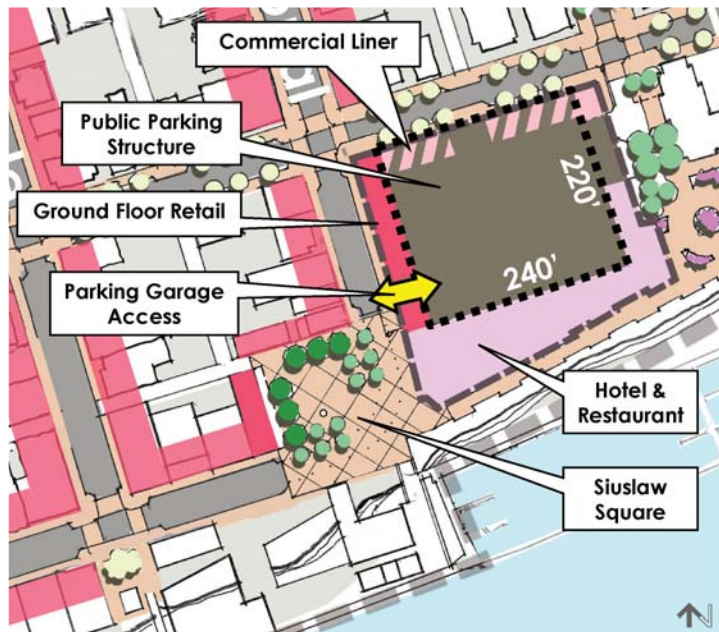 Commercial Liner
Public Parking
Structure
Ground Floor Retail
Parking Garage
Access
220'
240'
Hotel &
Restaurant
Siuslaw
Square
N